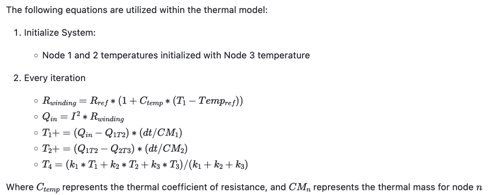 The following equations are utilized within the thermal model:
1. Initialize System:
○ Node 1 and 2 temperatures initialized with Node 3 temperature
2. Every iteration
○ R_{winding} = R_{ref} * (1 + C_{temp} * (T_1 − Temp_{ref}))
○ Q_{in} = I^2 * R_{winding}
○ T_1+ = (Q_{in} − Q_{1T2}) * (dt/CM_1)
○ T_2+ = (Q_{1T2} − Q_{2T3}) * (dt/CM_2)
○ T_4 = (k_1 * T_1 + k_2 * T_2 + k_3 * T_3)/(k_1 + k_2 + k_3)
Where C_{temp} represents the thermal coefficient of resistance, and CM_n represents the thermal mass for node n